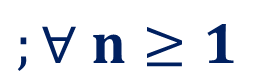 ; ∀ n ≥ 1